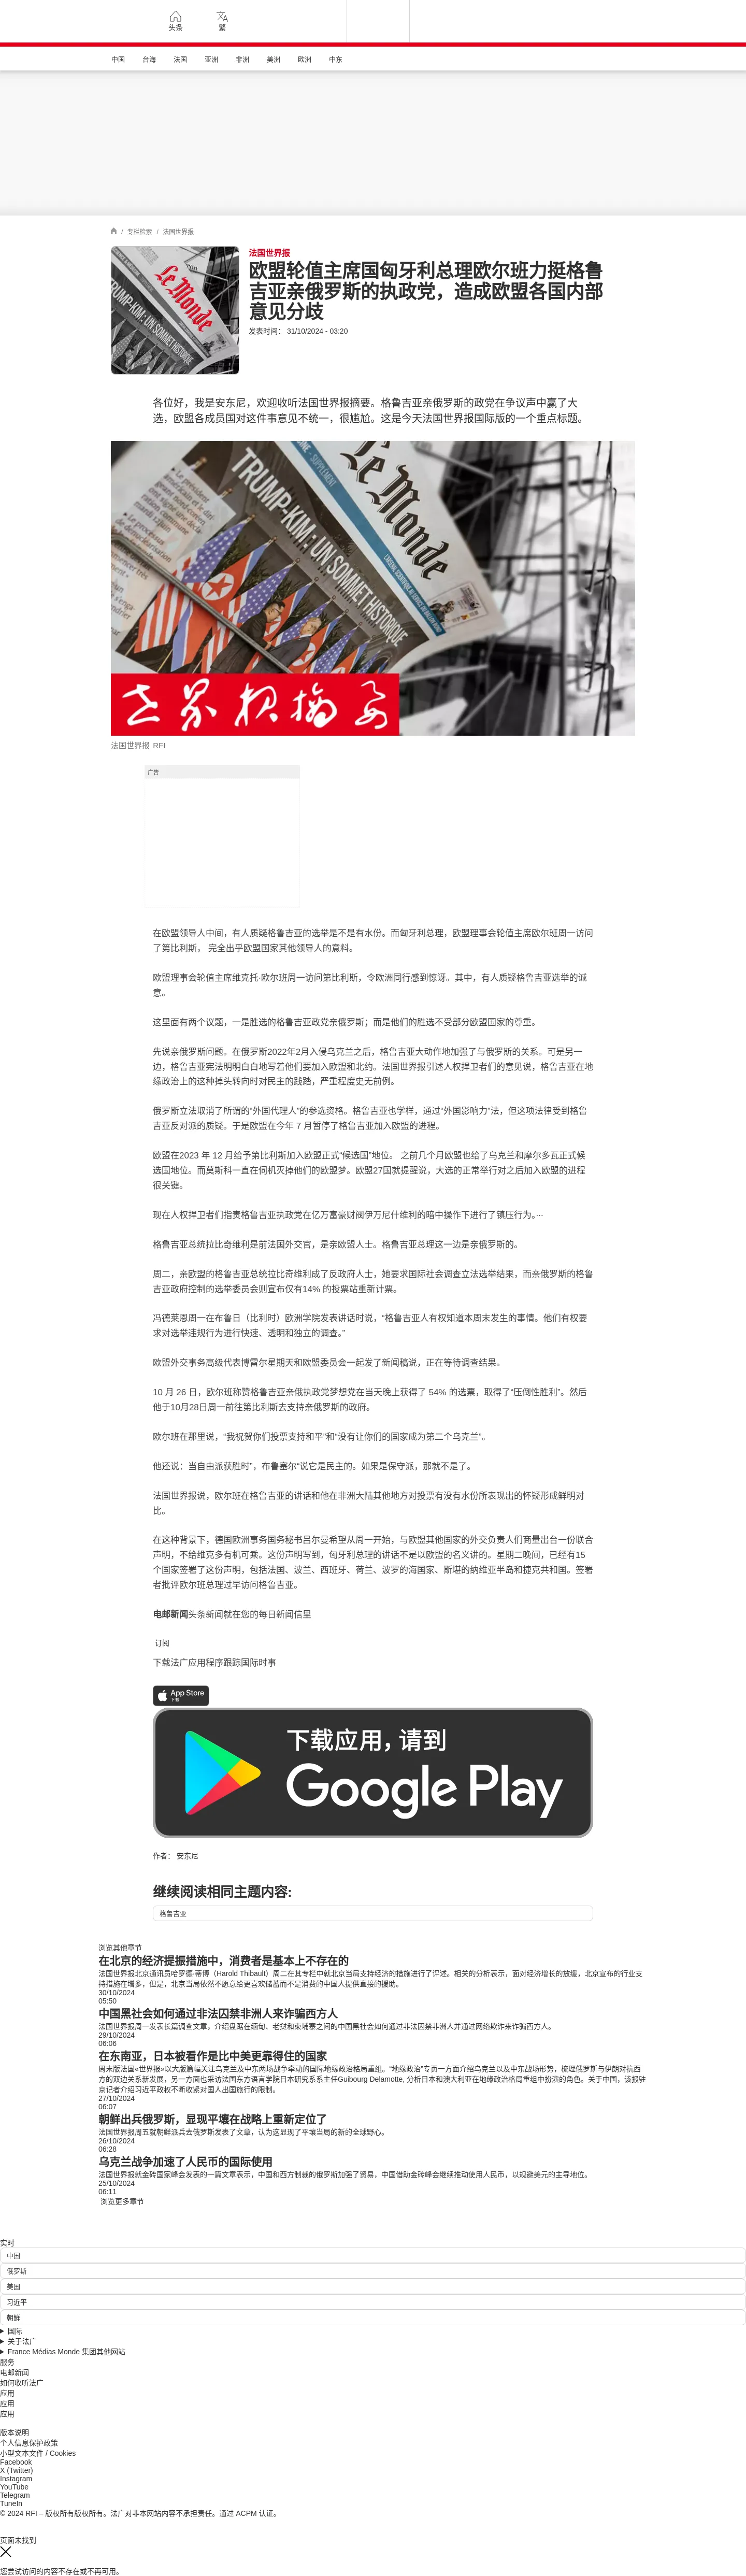 头条
繁
中国 台海 法国 亚洲 非洲 美洲 欧洲 中东
/ 专栏检索 / 法国世界报
法国世界报
欧盟轮值主席国匈牙利总理欧尔班力挺格鲁
吉亚亲俄罗斯的执政党，造成欧盟各国内部
意见分歧
发表时间： 31/10/2024 - 03:20
Le Monde
TRUMP-KIM : UN SOMMET HISTORIQUE
各位好，我是安东尼，欢迎收听法国世界报摘要。格鲁吉亚亲俄罗斯的政党在争议声中赢了大
选，欧盟各成员国对这件事意见不统一，很尴尬。这是今天法国世界报国际版的一个重点标题。
Le Monde
TRUMP-KIM : UN SOMMET HISTORIQUE
世界报摘要
法国世界报 RFI
广告
在欧盟领导人中间，有人质疑格鲁吉亚的选举是不是有水份。而匈牙利总理，欧盟理事会轮值主席欧尔班周一访问
了第比利斯， 完全出乎欧盟国家其他领导人的意料。
欧盟理事会轮值主席维克托·欧尔班周一访问第比利斯，令欧洲同行感到惊讶。其中，有人质疑格鲁吉亚选举的诚
意。
这里面有两个议题，一是胜选的格鲁吉亚政党亲俄罗斯；而是他们的胜选不受部分欧盟国家的尊重。
先说亲俄罗斯问题。在俄罗斯2022年2月入侵乌克兰之后，格鲁吉亚大动作地加强了与俄罗斯的关系。可是另一
边，格鲁吉亚宪法明明白白地写着他们要加入欧盟和北约。法国世界报引述人权捍卫者们的意见说，格鲁吉亚在地
缘政治上的这种掉头转向时对民主的践踏，严重程度史无前例。
俄罗斯立法取消了所谓的“外国代理人”的参选资格。格鲁吉亚也学样，通过“外国影响力”法，但这项法律受到格鲁
吉亚反对派的质疑。于是欧盟在今年 7 月暂停了格鲁吉亚加入欧盟的进程。
欧盟在2023 年 12 月给予第比利斯加入欧盟正式“候选国”地位。 之前几个月欧盟也给了乌克兰和摩尔多瓦正式候
选国地位。而莫斯科一直在伺机灭掉他们的欧盟梦。欧盟27国就提醒说，大选的正常举行对之后加入欧盟的进程
很关键。
现在人权捍卫者们指责格鲁吉亚执政党在亿万富豪财阀伊万尼什维利的暗中操作下进行了镇压行为。···
格鲁吉亚总统拉比奇维利是前法国外交官，是亲欧盟人士。格鲁吉亚总理这一边是亲俄罗斯的。
周二，亲欧盟的格鲁吉亚总统拉比奇维利成了反政府人士，她要求国际社会调查立法选举结果，而亲俄罗斯的格鲁
吉亚政府控制的选举委员会则宣布仅有14% 的投票站重新计票。
冯德莱恩周一在布鲁日（比利时）欧洲学院发表讲话时说，“格鲁吉亚人有权知道本周末发生的事情。他们有权要
求对选举违规行为进行快速、透明和独立的调查。”
欧盟外交事务高级代表博雷尔星期天和欧盟委员会一起发了新闻稿说，正在等待调查结果。
10 月 26 日，欧尔班称赞格鲁吉亚亲俄执政党梦想党在当天晚上获得了 54% 的选票，取得了“压倒性胜利”。然后
他于10月28日周一前往第比利斯去支持亲俄罗斯的政府。
欧尔班在那里说，“我祝贺你们投票支持和平”和“没有让你们的国家成为第二个乌克兰”。
他还说：当自由派获胜时”，布鲁塞尔“说它是民主的。如果是保守派，那就不是了。
法国世界报说，欧尔班在格鲁吉亚的讲话和他在非洲大陆其他地方对投票有没有水份所表现出的怀疑形成鲜明对
比。
在这种背景下，德国欧洲事务国务秘书吕尔曼希望从周一开始，与欧盟其他国家的外交负责人们商量出台一份联合
声明，不给维克多有机可乘。这份声明写到，匈牙利总理的讲话不是以欧盟的名义讲的。星期二晚间，已经有15
个国家签署了这份声明，包括法国、波兰、西班牙、荷兰、波罗的海国家、斯堪的纳维亚半岛和捷克共和国。签署
者批评欧尔班总理过早访问格鲁吉亚。
电邮新闻头条新闻就在您的每日新闻信里
订阅
下载法广应用程序跟踪国际时事
App Store
下载
下载应用，请到
Google Play
作者： 安东尼
继续阅读相同主题内容:
格鲁吉亚
浏览其他章节
在北京的经济提振措施中，消费者是基本上不存在的
法国世界报北京通讯员哈罗德·蒂博（Harold Thibault）周二在其专栏中就北京当局支持经济的措施进行了评述。相关的分析表示，面对经济增长的放缓，北京宣布的行业支
持措施在增多，但是，北京当局依然不愿意给更喜欢储蓄而不是消费的中国人提供直接的援助。
30/10/2024
05:50
中国黑社会如何通过非法囚禁非洲人来诈骗西方人
法国世界报周一发表长篇调查文章，介绍盘踞在缅甸、老挝和柬埔寨之间的中国黑社会如何通过非法囚禁非洲人并通过网络欺诈来诈骗西方人。
29/10/2024
06:06
在东南亚，日本被看作是比中美更靠得住的国家
周末版法国«世界报»以大版篇幅关注乌克兰及中东两场战争牵动的国际地缘政治格局重组。“地缘政治”专页一方面介绍乌克兰以及中东战场形势，梳理俄罗斯与伊朗对抗西
方的双边关系新发展，另一方面也采访法国东方语言学院日本研究系系主任Guibourg Delamotte, 分析日本和澳大利亚在地缘政治格局重组中扮演的角色。关于中国，该报驻
京记者介绍习近平政权不断收紧对国人出国旅行的限制。
27/10/2024
06:07
朝鲜出兵俄罗斯，显现平壤在战略上重新定位了
法国世界报周五就朝鲜派兵去俄罗斯发表了文章，认为这显现了平壤当局的新的全球野心。
26/10/2024
06:28
乌克兰战争加速了人民币的国际使用
法国世界报就金砖国家峰会发表的一篇文章表示，中国和西方制裁的俄罗斯加强了贸易，中国借助金砖峰会继续推动使用人民币，以规避美元的主导地位。
25/10/2024
06:11
浏览更多章节
实时
中国
俄罗斯
美国
习近平
朝鲜
国际
关于法广
France Médias Monde 集团其他网站
服务
电邮新闻
如何收听法广
应用
应用
应用
版本说明
个人信息保护政策
小型文本文件 / Cookies
Facebook
X (Twitter)
Instagram
YouTube
Telegram
TuneIn
© 2024 RFI – 版权所有版权所有。法广对非本网站内容不承担责任。通过 ACPM 认证。
页面未找到
您尝试访问的内容不存在或不再可用。